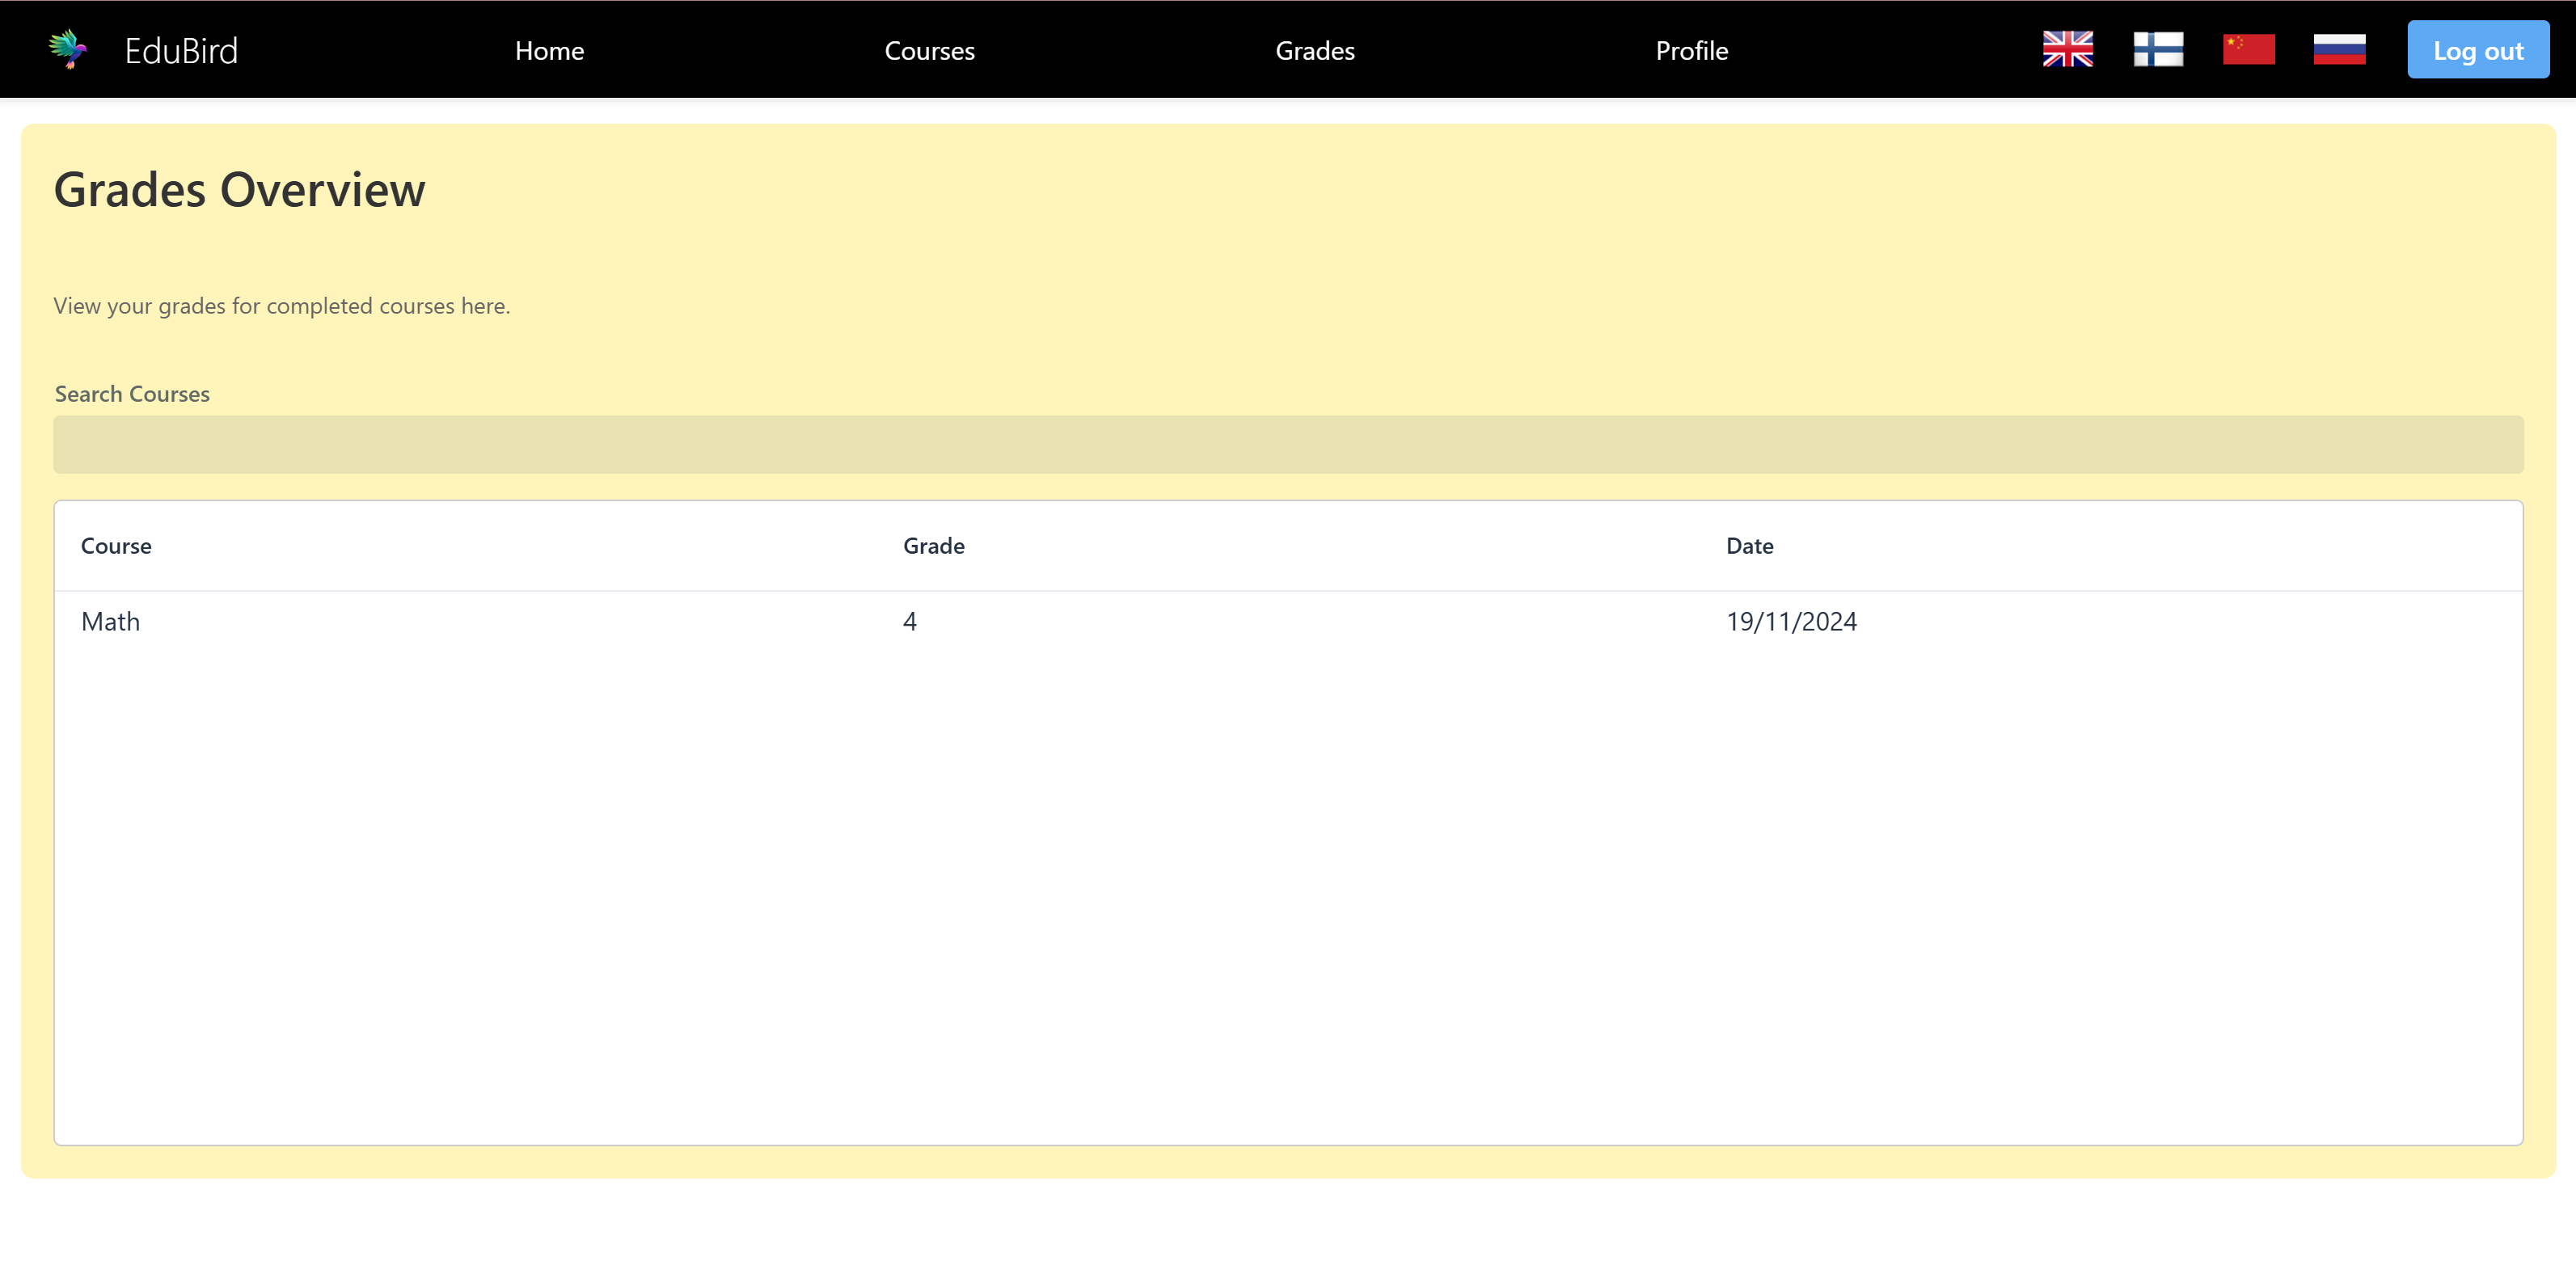 EduBird Home Courses Grades Profile Log out
Grades Overview
View your grades for completed courses here.
Search Courses
Course Grade Date
Math 4 19/11/2024